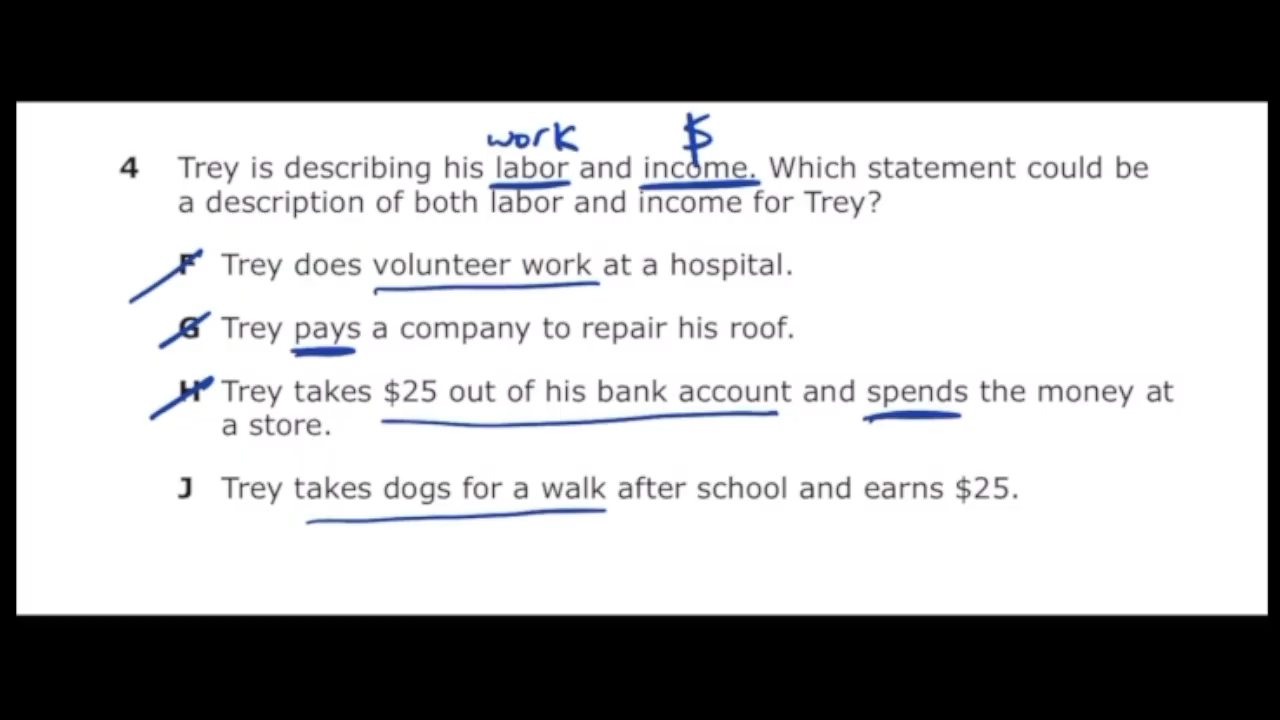 work $
4 Trey is describing his labor and income. Which statement could be
a description of both labor and income for Trey?
F Trey does volunteer work at a hospital.
G Trey pays a company to repair his roof.
H Trey takes $25 out of his bank account and spends the money at
a store.
J Trey takes dogs for a walk after school and earns $25.